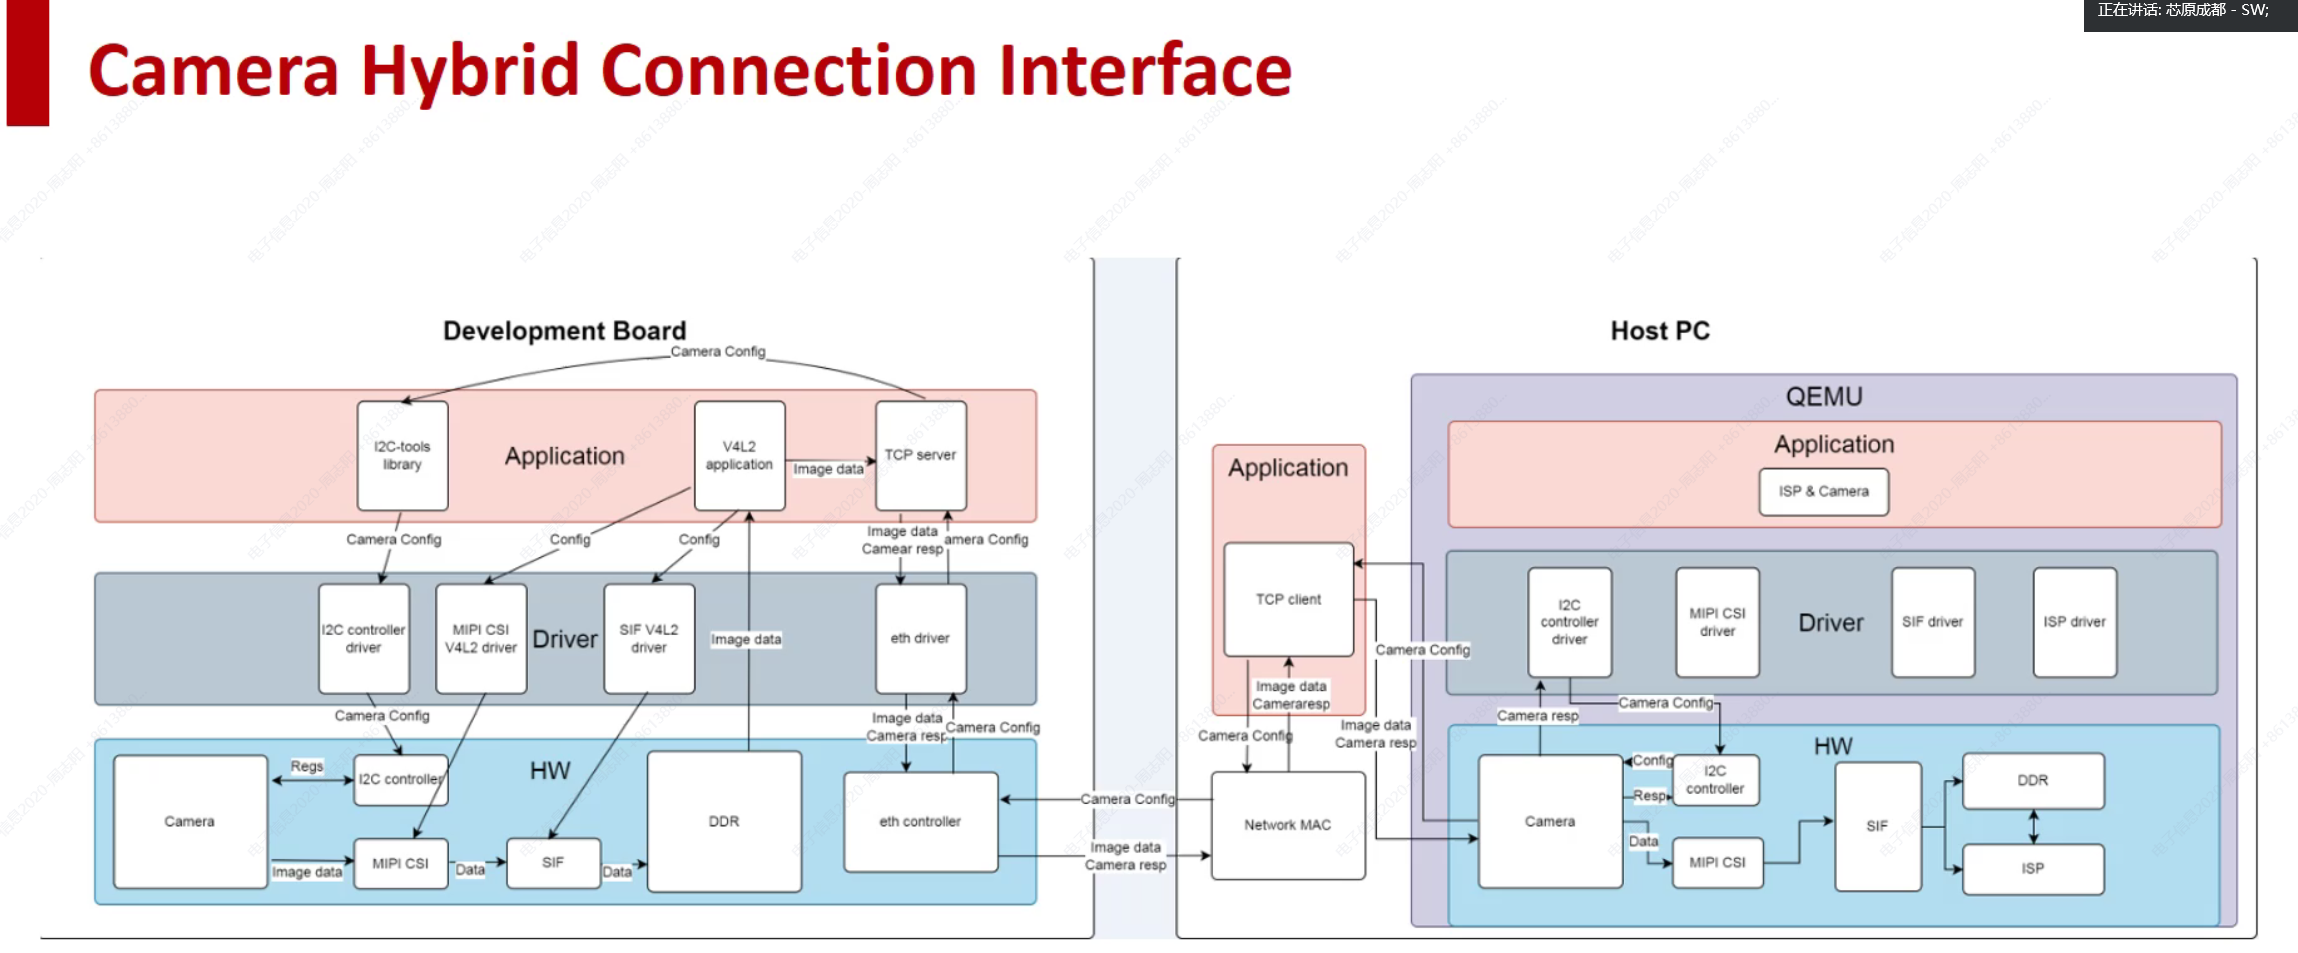 正在讲话: 芯原成都 - SW;
Camera Hybrid Connection Interface
Development Board
Camera Config
I2C-tools
library
Application
V4L2
application
Image data
TCP server
Camera Config
Config
Config
Image data
Camear resp
amera Config
I2C controller
driver
MIPI CSI
V4L2 driver
Driver
SIF V4L2
driver
Image data
eth driver
Camera Config
Image data
Camera resp
Camera Config
HW
Camera
Regs
I2C controller
Image data
MIPI CSI
Data
SIF
Data
DDR
eth controller
Camera Config
Image data
Camera resp
Host PC
Application
TCP client
Image data
Cameraresp
Camera Config
Network MAC
Camera Config
Image data
Camera resp
QEMU
Application
ISP & Camera
I2C
controller
driver
MIPI CSI
driver
Driver
SIF driver
ISP driver
Camera resp
Camera Config
HW
Camera
Config
Resp
I2C
controller
Data
MIPI CSI
SIF
DDR
ISP